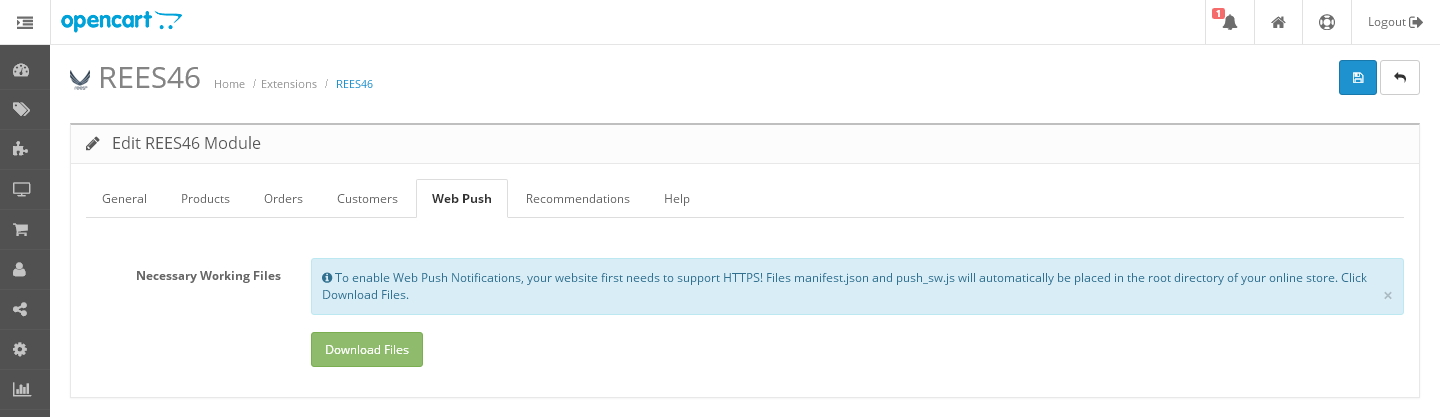 opencart
1
Logout
REES46 Home / Extensions / REES46
Edit REES46 Module
General Products Orders Customers Web Push Recommendations Help
Necessary Working Files
To enable Web Push Notifications, your website first needs to support HTTPS! Files manifest.json and push_sw.js will automatically be placed in the root directory of your online store. Click
Download Files. ×
Download Files